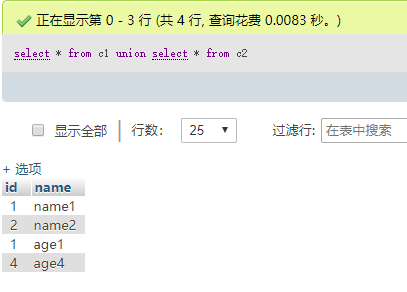 正在显示第 0 - 3 行 (共 4 行, 查询花费 0.0083 秒。)
select * from c1 union select * from c2
显示全部 | 行数: 25 过滤行: 在表中搜索
+ 选项
id name
1 name1
2 name2
1 age1
4 age4